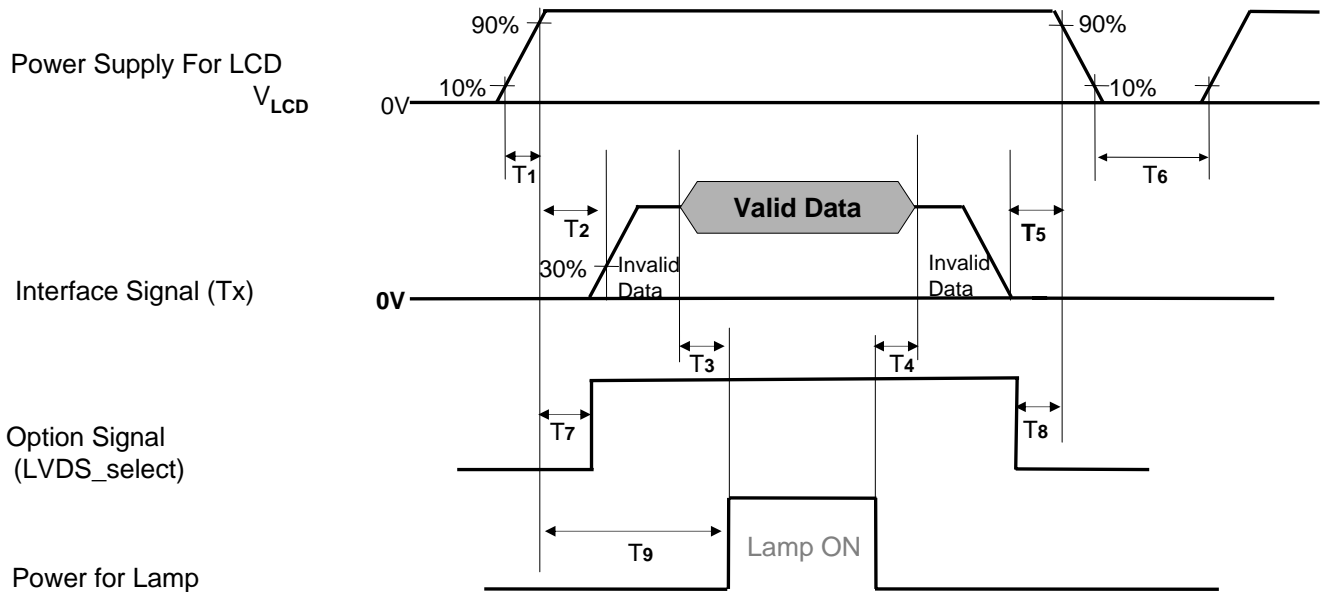 90%
90%
Power Supply For LCD
10%
10%
VLCD
0V
T1
T6
Valid Data
T2
T5
30%
Invalid
Data
Invalid
Data
Interface Signal (Tx)
0V
T3
T4
T7
T8
Option Signal
(LVDS_select)
T9
Lamp ON
Power for Lamp